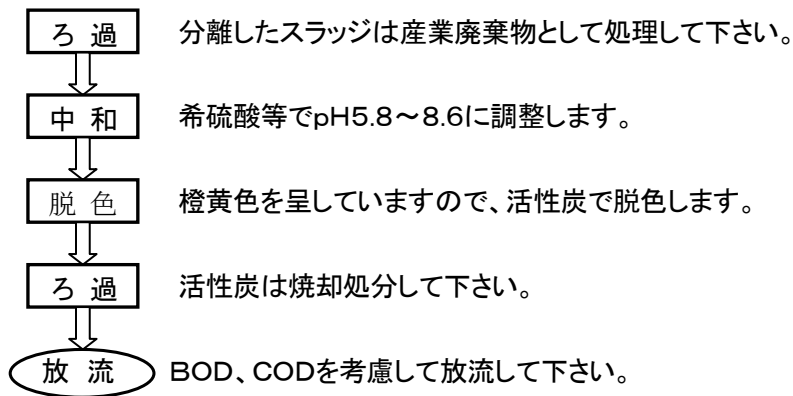 ろ 過 分離したスラッジは産業廃棄物として処理して下さい。
中 和 希硫酸等でpH5.8～8.6に調整します。
脱 色 橙黄色を呈していますので、活性炭で脱色します。
ろ 過 活性炭は焼却処分して下さい。
放 流 BOD、CODを考慮して放流して下さい。